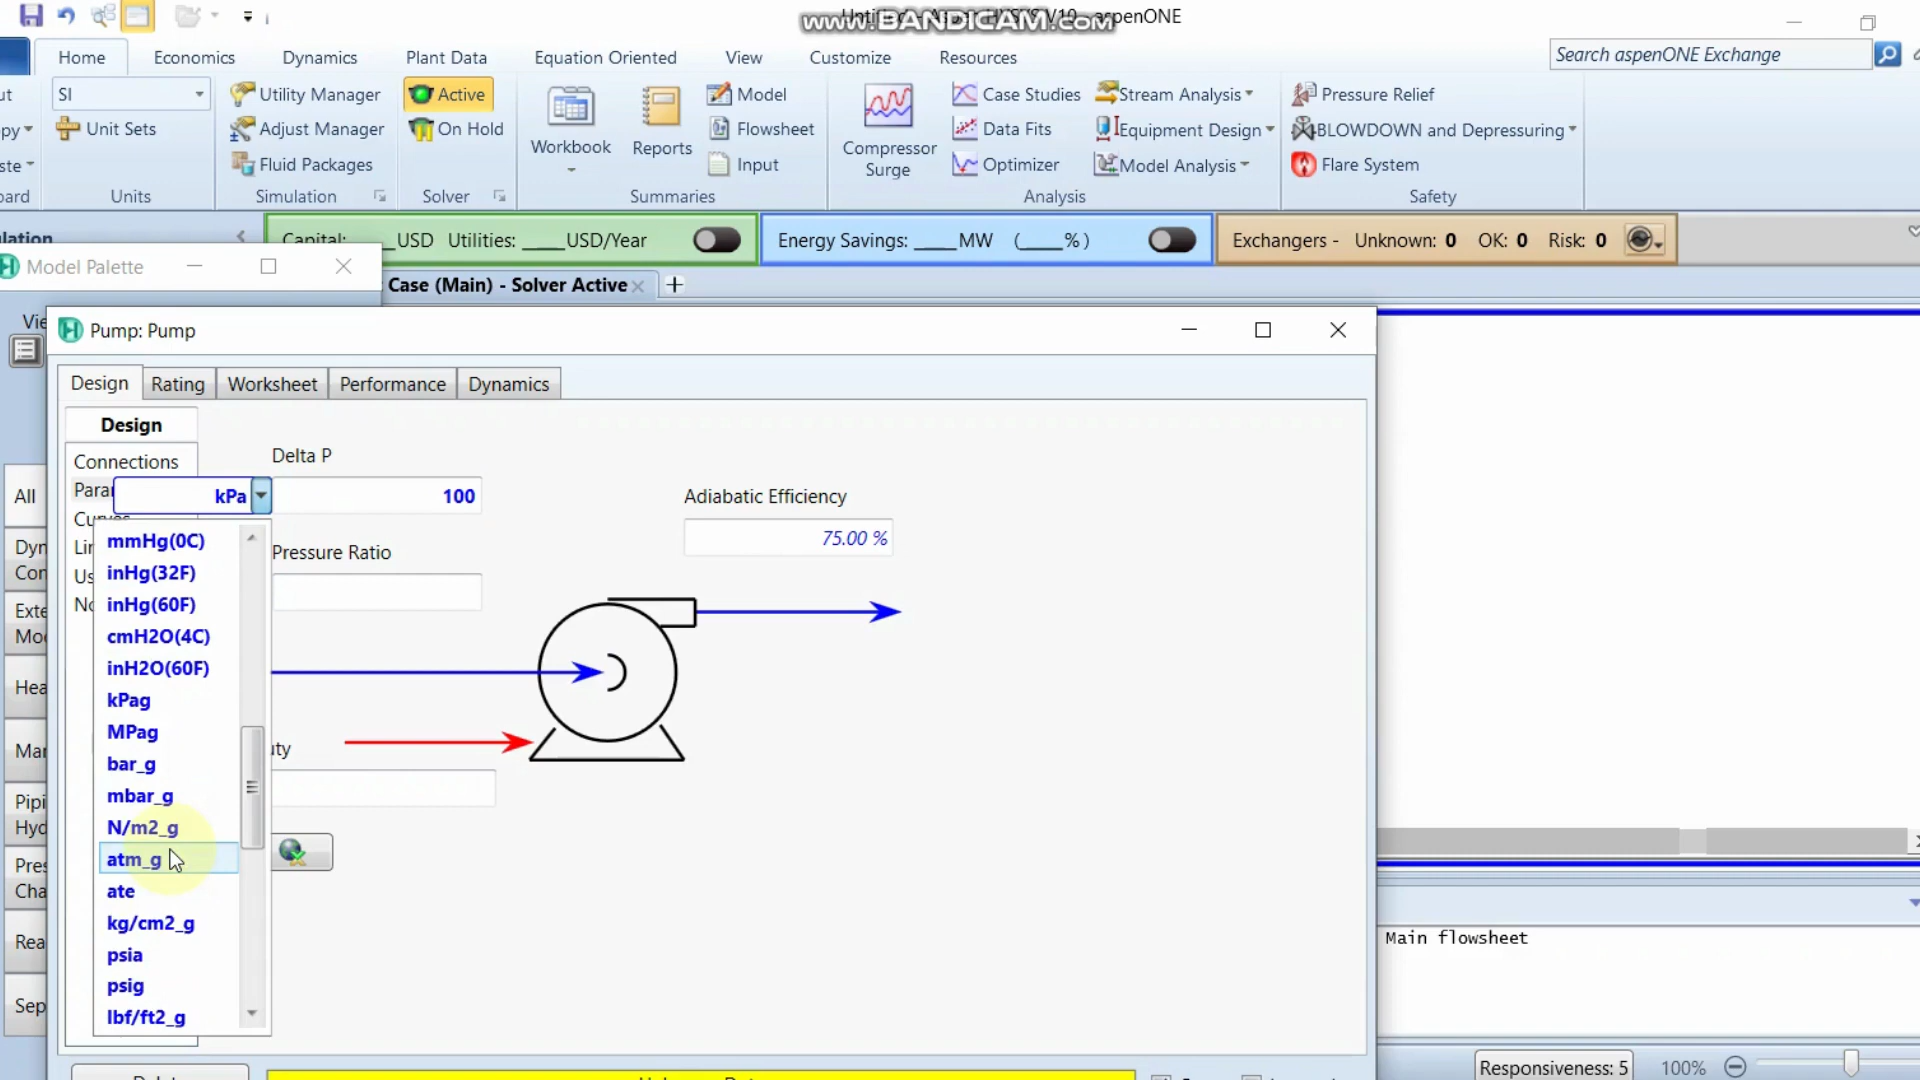 www.BANDICAM.com
aspenONE
Home
Economics
Dynamics
Plant Data
Equation Oriented
View
Customize
Resources
Search aspenONE Exchange
SI
Unit Sets
Units
Utility Manager
Adjust Manager
Fluid Packages
Simulation
Active
On Hold
Solver
Workbook
Reports
Model
Flowsheet
Input
Summaries
Compressor
Surge
Case Studies
Data Fits
Optimizer
Stream Analysis
Equipment Design
Model Analysis
Analysis
Pressure Relief
BLOWDOWN and Depressuring
Flare System
Safety
Capital: ___USD Utilities: ____USD/Year
Energy Savings: ____MW (____%)
Exchangers - Unknown: 0 OK: 0 Risk: 0
Model Palette
Case (Main) - Solver Active
Pump: Pump
Design
Rating
Worksheet
Performance
Dynamics
Design
Connections
kPa
Delta P
100
Pressure Ratio
Adiabatic Efficiency
75.00 %
All
mmHg(0C)
inHg(32F)
inHg(60F)
cmH2O(4C)
inH2O(60F)
kPag
MPag
bar_g
mbar_g
N/m2_g
atm_g
ate
kg/cm2_g
psia
psig
lbf/ft2_g
Main flowsheet
Responsiveness: 5
100%